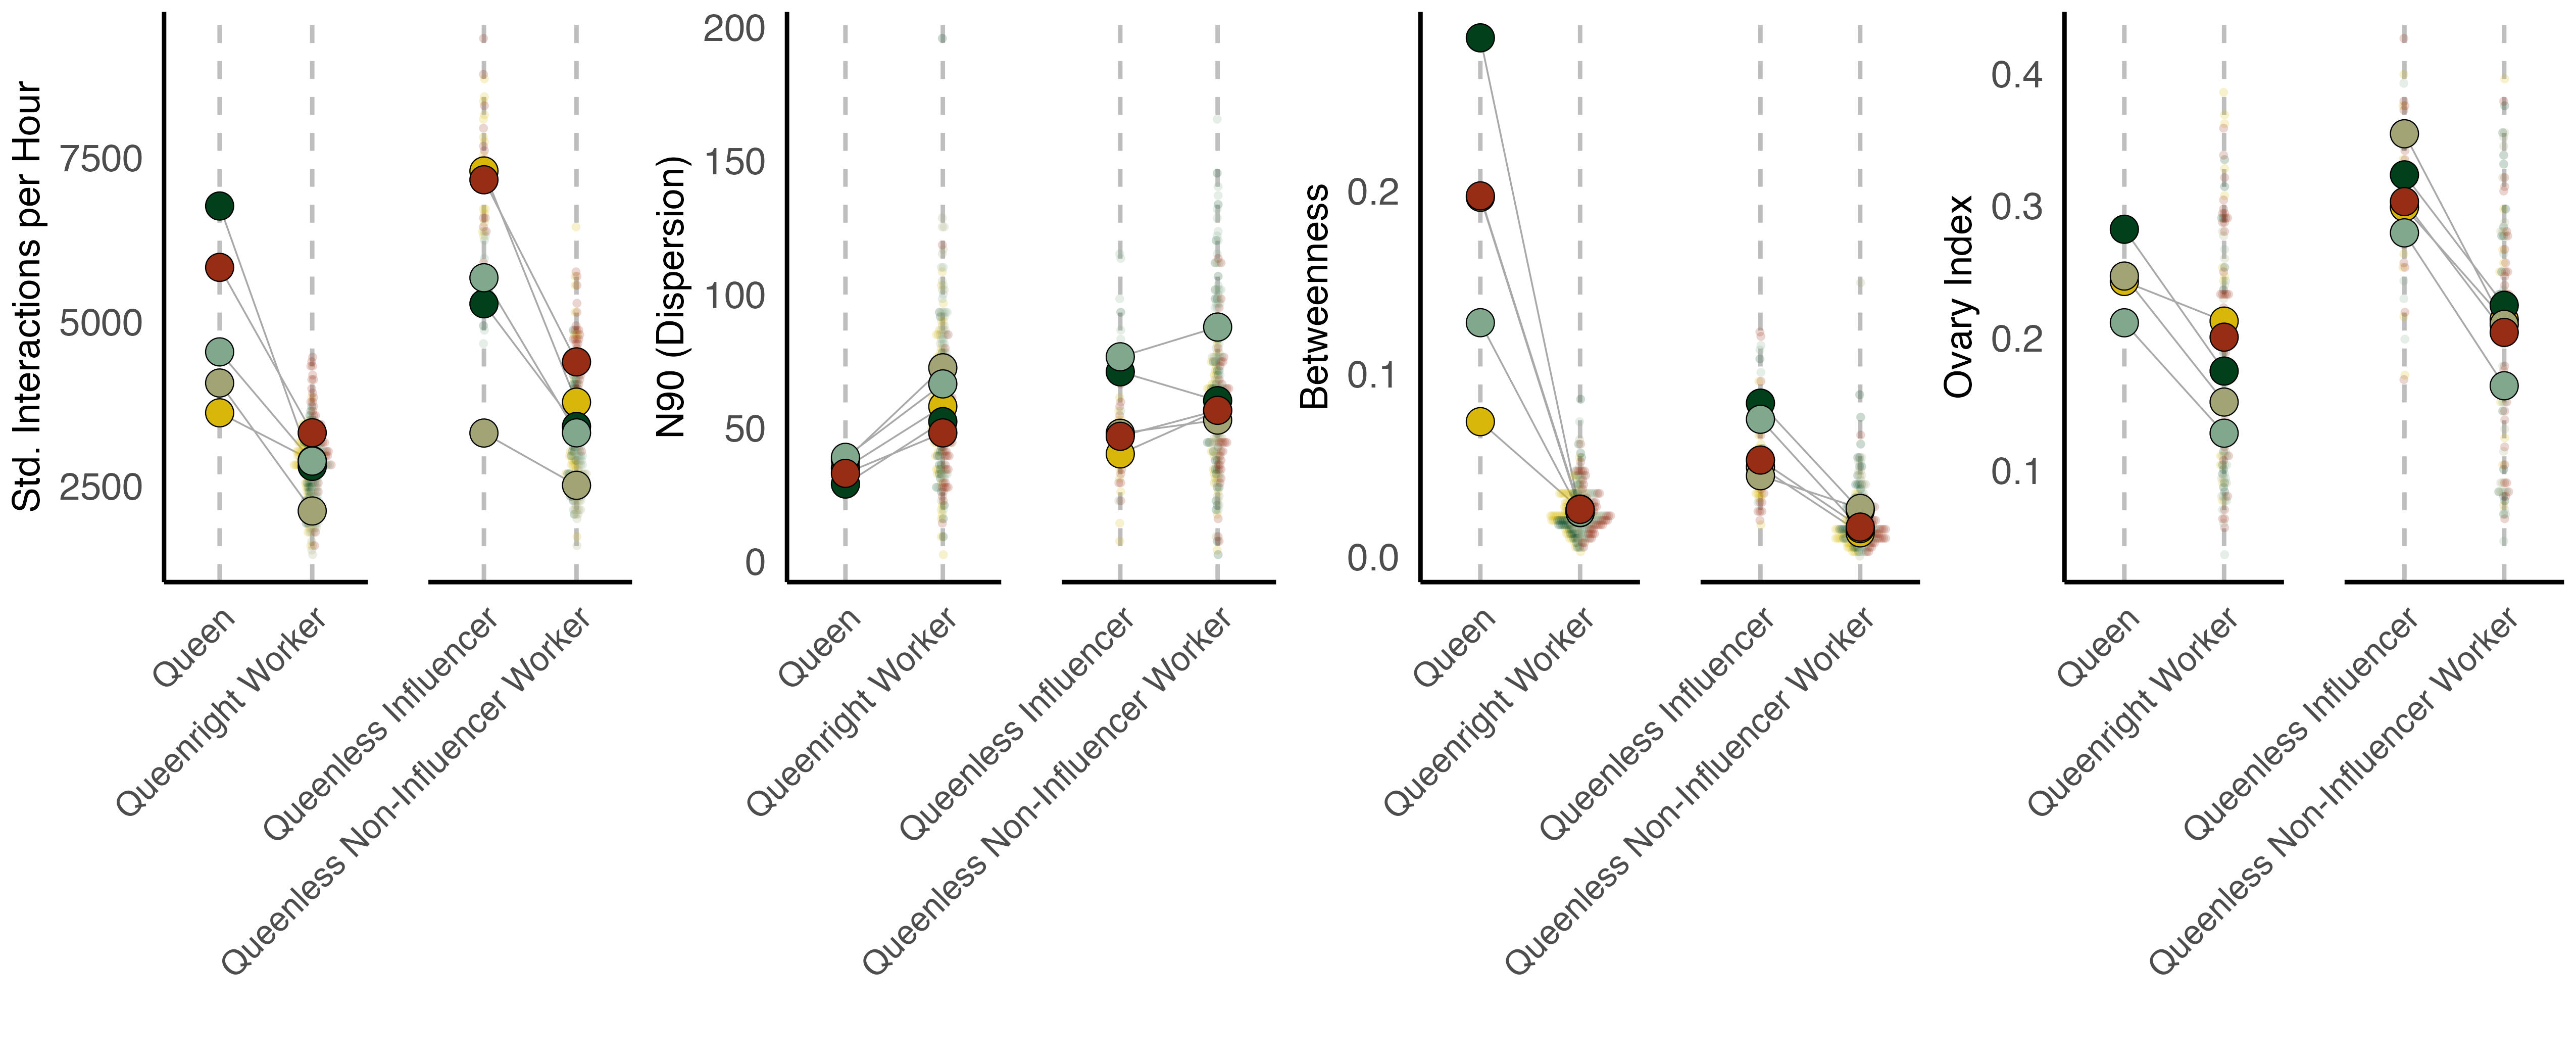 Std. Interactions per Hour
7500
5000
2500
Queen
Queenright Worker
Queenless Influencer
Queenless Non-Influencer Worker
N90 (Dispersion)
200
150
100
50
0
Queen
Queenright Worker
Queenless Influencer
Queenless Non-Influencer Worker
Betweenness
0.2
0.1
0.0
Queen
Queenright Worker
Queenless Influencer
Queenless Non-Influencer Worker
Ovary Index
0.4
0.3
0.2
0.1
Queen
Queenright Worker
Queenless Influencer
Queenless Non-Influencer Worker